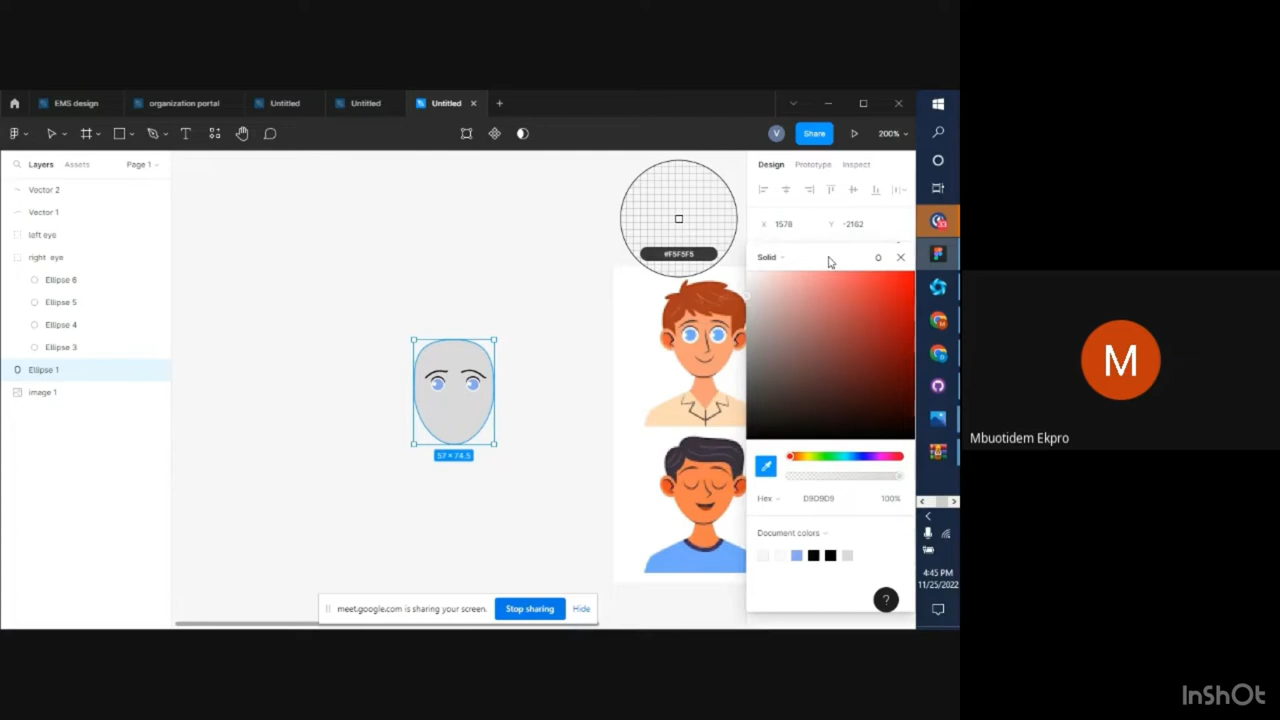 EMS design
organization portal
Untitled
Untitled
Untitled
Share
200%
Layers
Assets
Page 1
Design
Prototype
Inspect
Vector 2
Vector 1
left eye
right eye
Ellipse 6
Ellipse 5
Ellipse 4
Ellipse 3
Ellipse 1
image 1
X 1578
Y -2162
#F5F5F5
Solid
57 × 74.5
Hex
D9D9D9
100%
Document colors
meet.google.com is sharing your screen.
Stop sharing
Hide
?
4:45 PM
11/25/2022
V
M
Mbuotidem Ekpro
InShOt